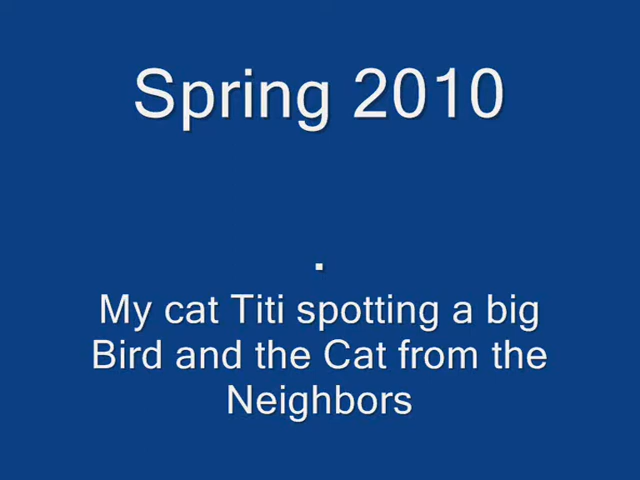 Spring 2010
.
My cat Titi spotting a big
Bird and the Cat from the
Neighbors